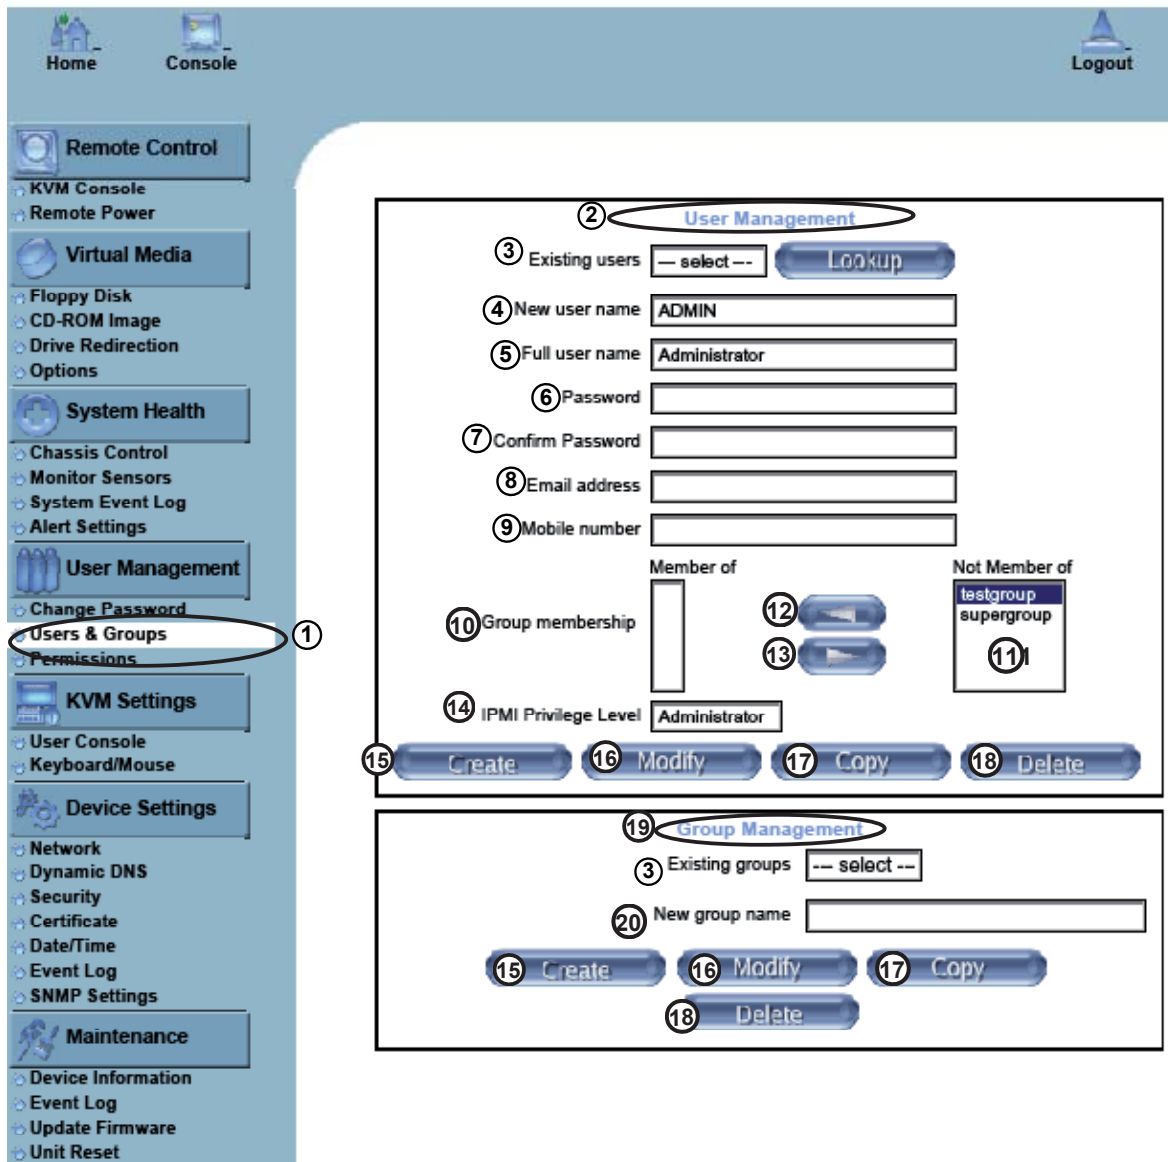 Home
Console
Logout
Remote Control
KVM Console
Remote Power
Virtual Media
Floppy Disk
CD-ROM Image
Drive Redirection
Options
System Health
Chassis Control
Monitor Sensors
System Event Log
Alert Settings
User Management
Change Password
Users & Groups
1
Permissions
KVM Settings
User Console
Keyboard/Mouse
Device Settings
Network
Dynamic DNS
Security
Certificate
Date/Time
Event Log
SNMP Settings
Maintenance
Device Information
Event Log
Update Firmware
Unit Reset
2 User Management
3 Existing users --- select --- Lookup
4 New user name ADMIN
5 Full user name Administrator
6 Password
7 Confirm Password
8 Email address
9 Mobile number
Member of
Not Member of
testgroup
supergroup
10 Group membership
12
13
11
14 IPMI Privilege Level Administrator
15 Create 16 Modify 17 Copy 18 Delete
19 Group Management
3 Existing groups --- select ---
20 New group name
15 Create 16 Modify 17 Copy
18 Delete